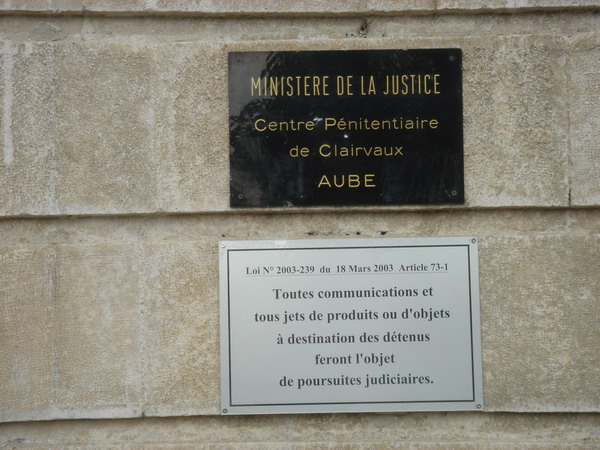 MINISTERE DE LA JUSTICE
Centre Pénitentiaire
de Clairvaux
AUBE
Loi N° 2003-239 du 18 Mars 2003 Article 73-1
Toutes communications et
tous jets de produits ou d'objets
à destination des détenus
feront l'objet
de poursuites judiciaires.